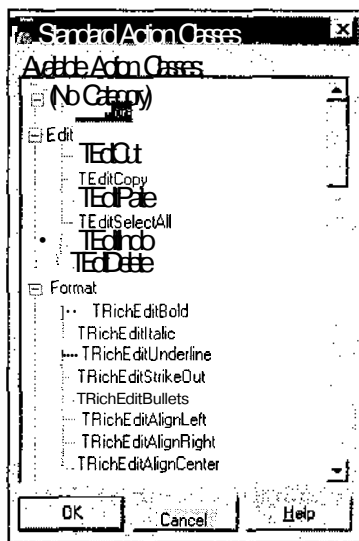 Standard Action Classes
Available Action Classes:
(No Category)
Edit
TEditCut
TEditCopy
TEditPaste
TEditSelectAll
TEditUndo
TEditDelete
Format
TRichEditBold
TRichEditItalic
TRichEditUnderline
TRichEditStrikeOut
TRichEditBullets
TRichEditAlignLeft
TRichEditAlignRight
TRichEditAlignCenter
OK
Cancel
Help